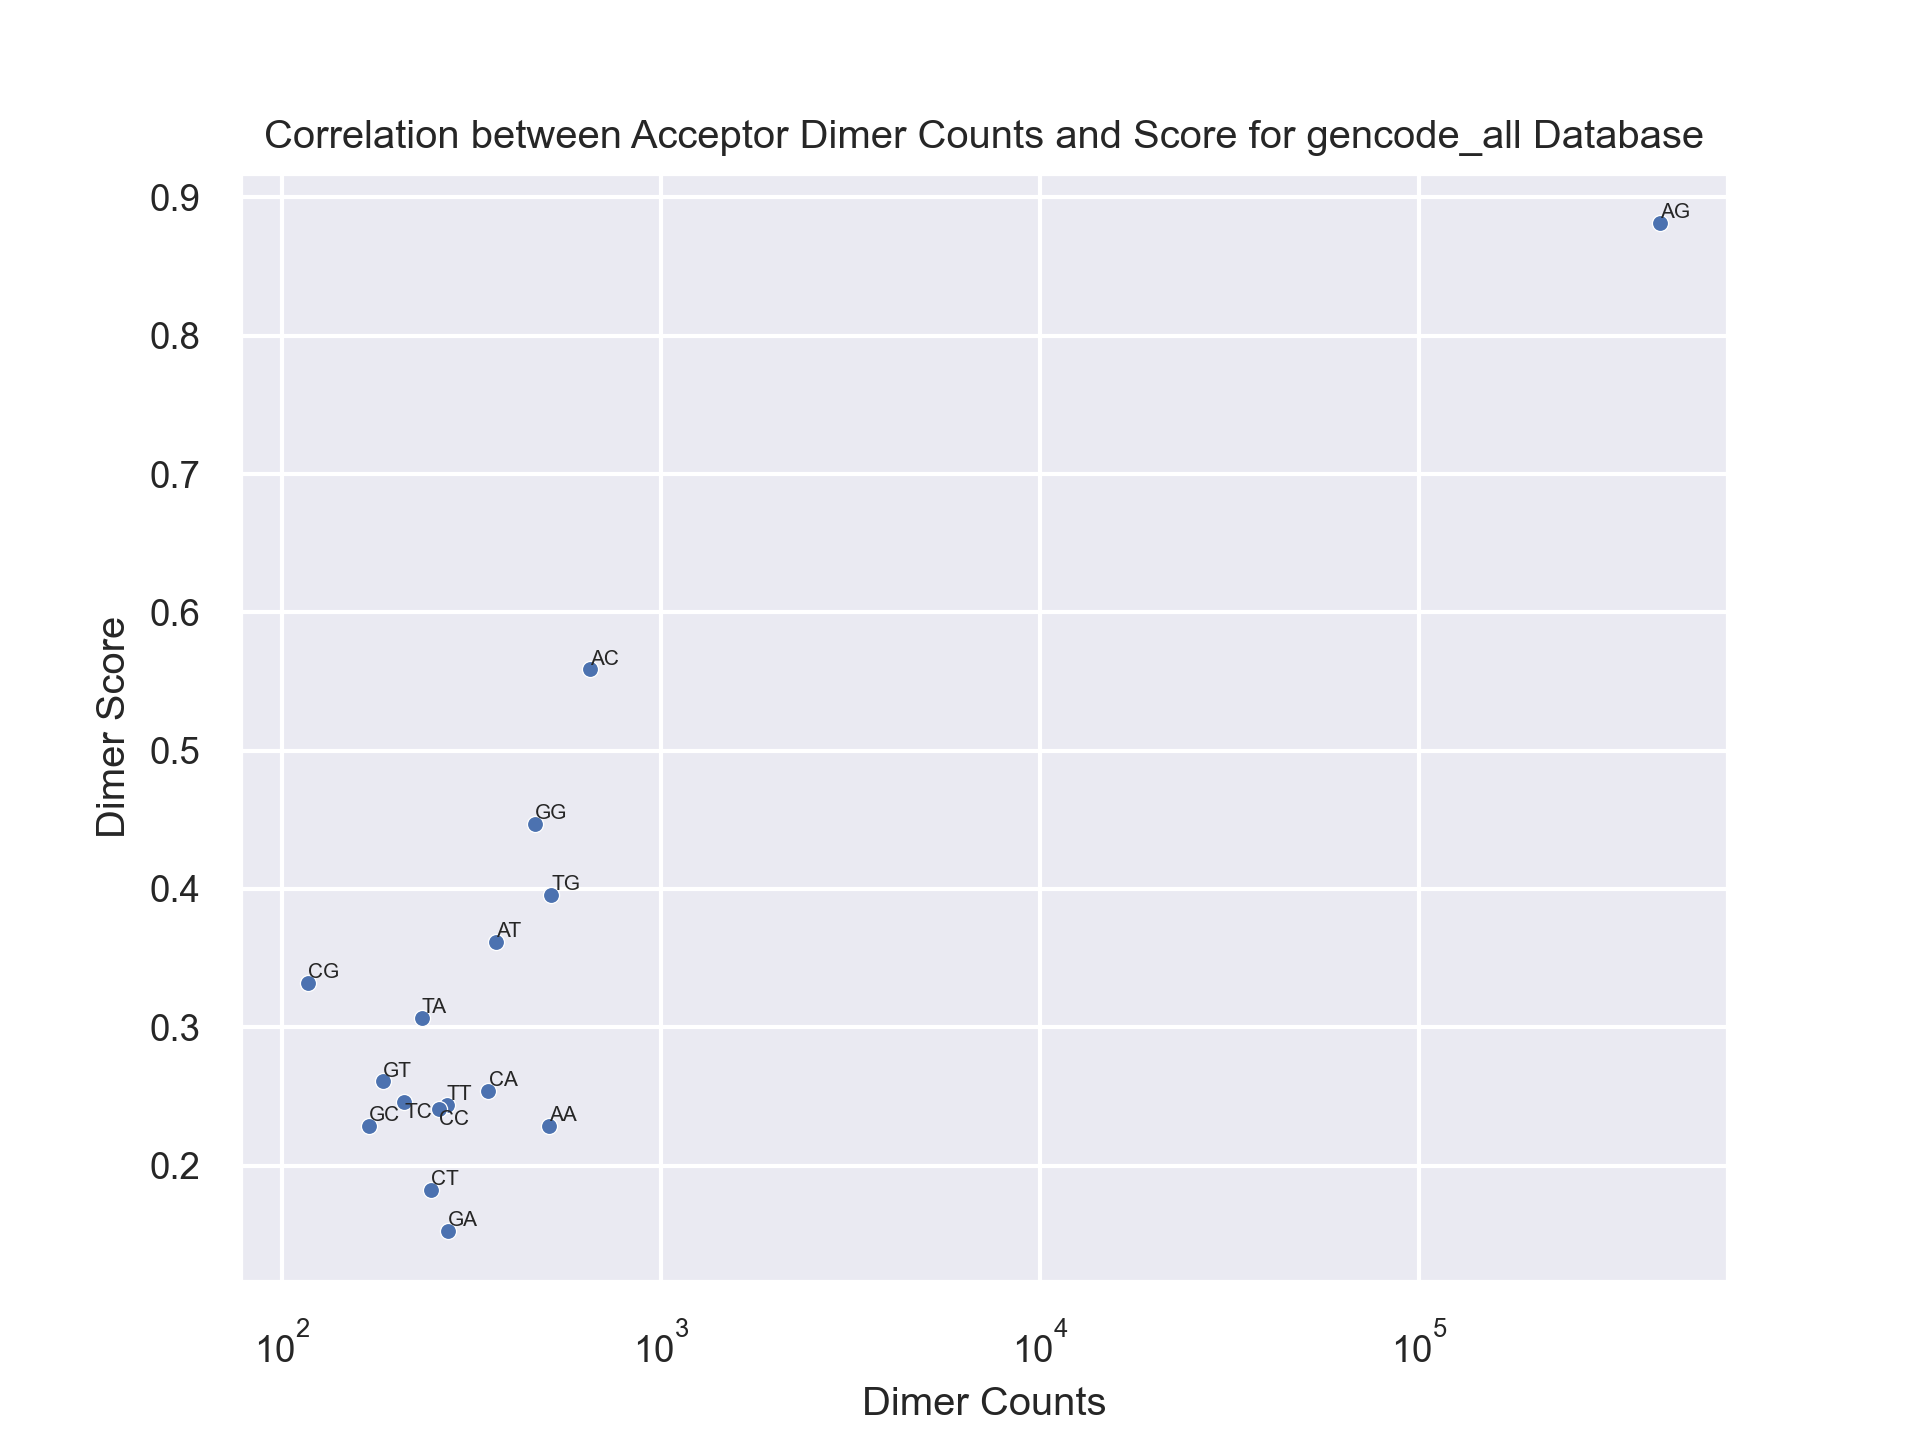 Correlation between Acceptor Dimer Counts and Score for gencode_all Database
0.9
AG
0.8
0.7
0.6
AC
0.5
GG
TG
0.4
AT
CG
TA
0.3
GT
CA
TT
GC
TC
CC
AA
0.2
CT
GA
Dimer Score
10^2
10^3
10^4
10^5
Dimer Counts